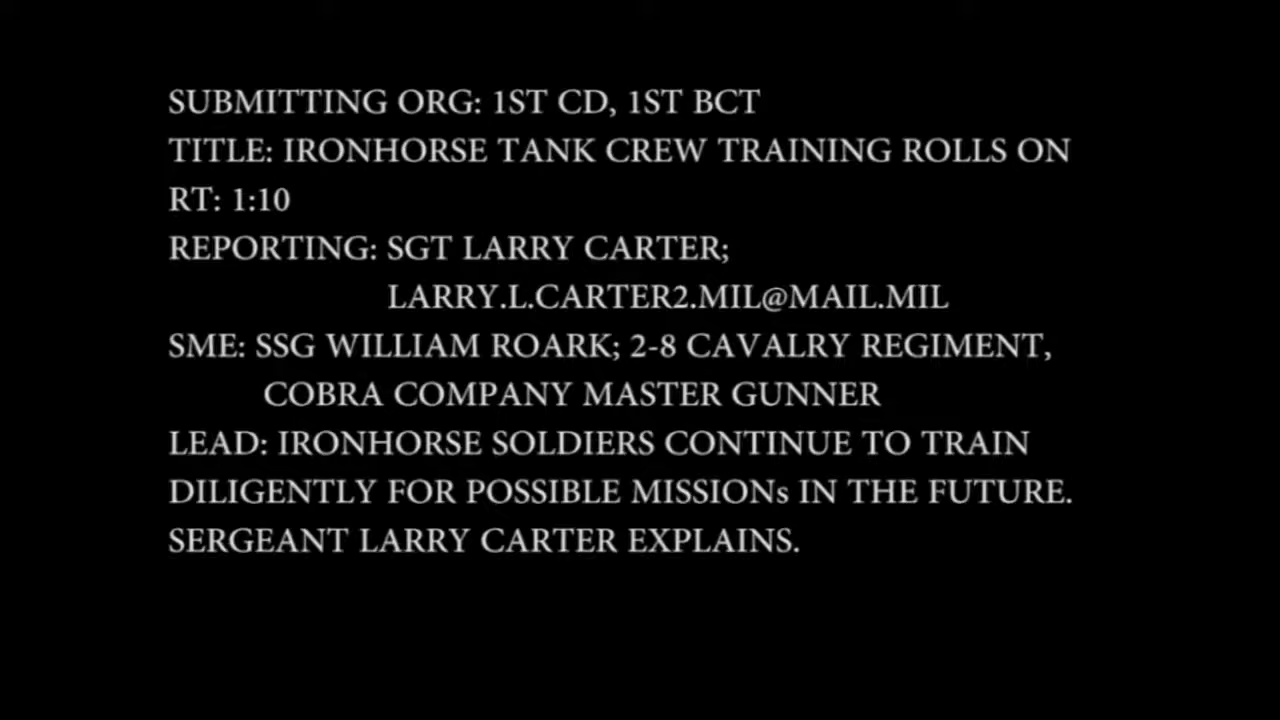 SUBMITTING ORG: 1ST CD, 1ST BCT
TITLE: IRONHORSE TANK CREW TRAINING ROLLS ON
RT: 1:10
REPORTING: SGT LARRY CARTER;
LARRY.L.CARTER2.MIL@MAIL.MIL
SME: SSG WILLIAM ROARK; 2-8 CAVALRY REGIMENT,
COBRA COMPANY MASTER GUNNER
LEAD: IRONHORSE SOLDIERS CONTINUE TO TRAIN
DILIGENTLY FOR POSSIBLE MISSIONs IN THE FUTURE.
SERGEANT LARRY CARTER EXPLAINS.